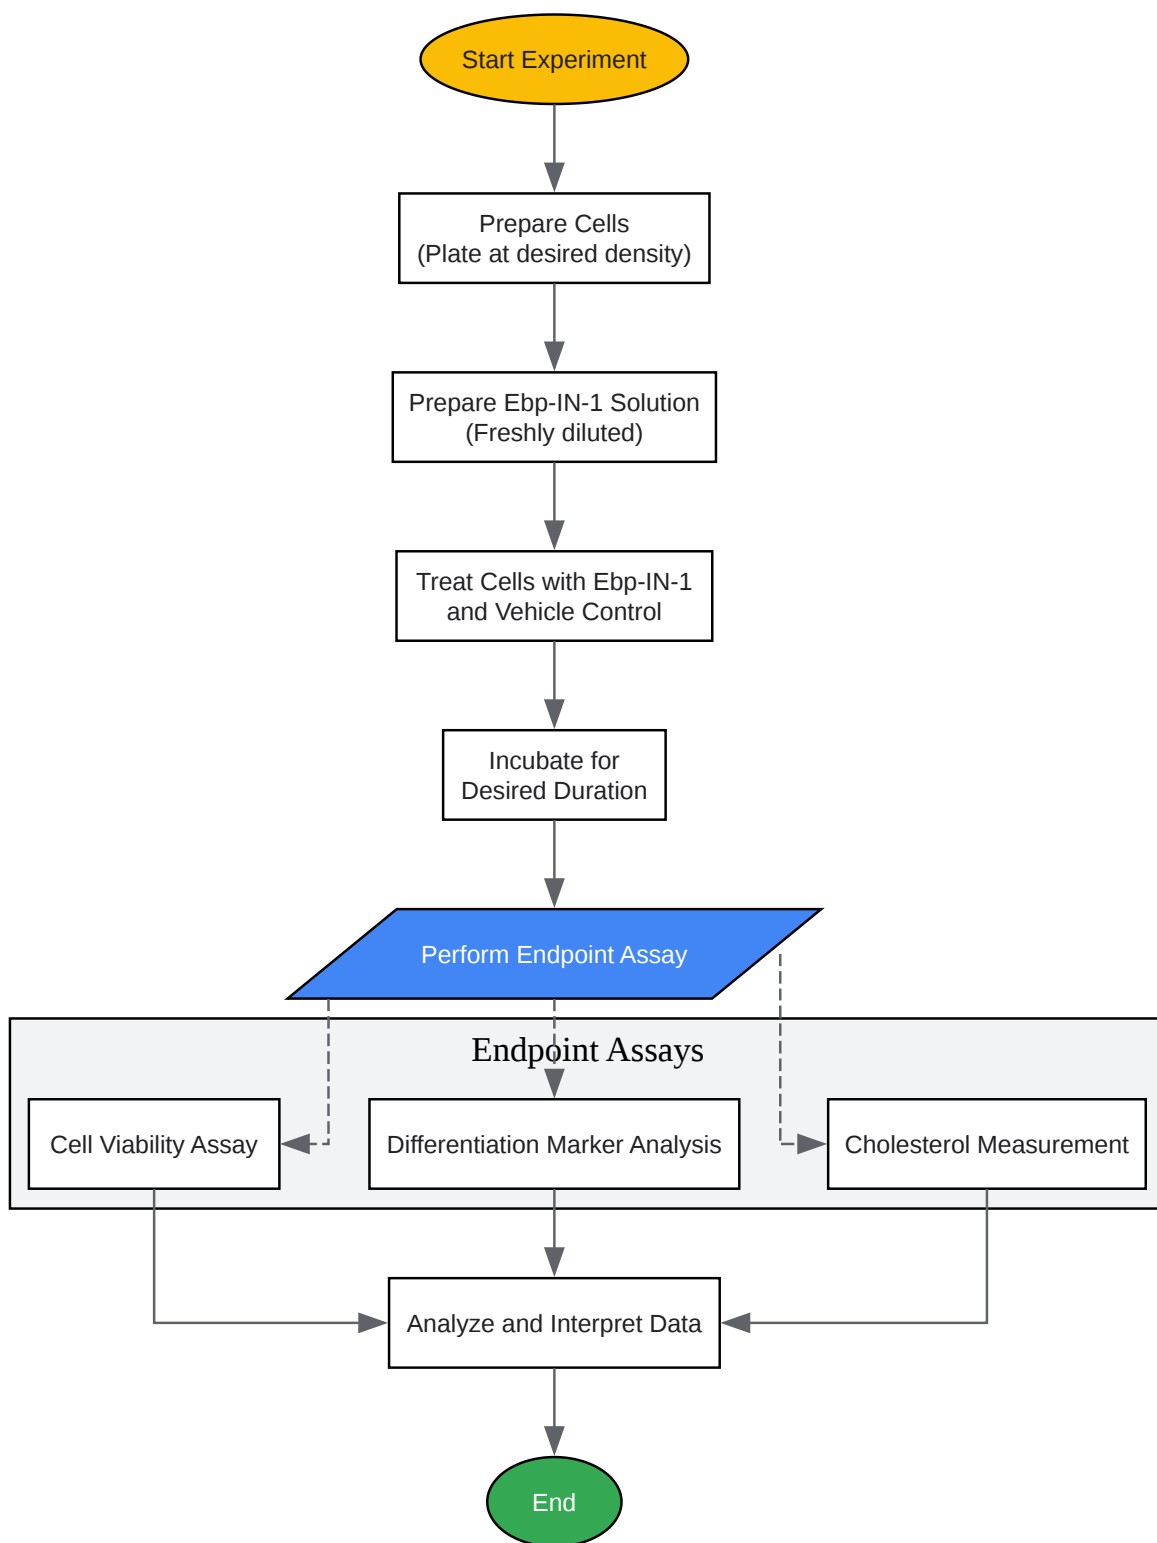 Start Experiment
Prepare Cells
(Plate at desired density)
Prepare Ebp-IN-1 Solution
(Freshly diluted)
Treat Cells with Ebp-IN-1
and Vehicle Control
Incubate for
Desired Duration
Perform Endpoint Assay
Endpoint Assays
Cell Viability Assay
Differentiation Marker Analysis
Cholesterol Measurement
Analyze and Interpret Data
End